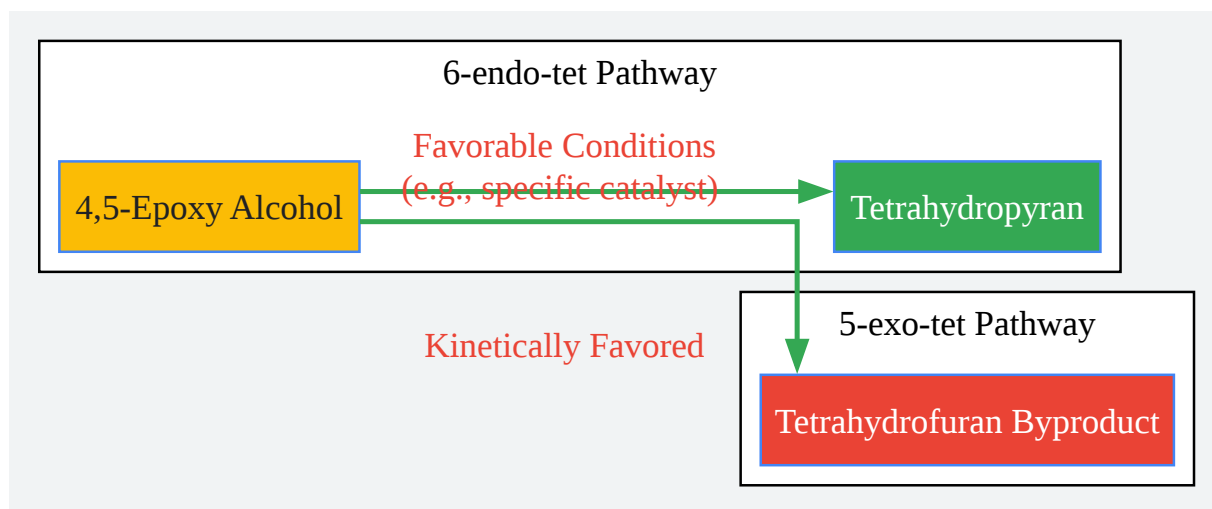 6-endo-tet Pathway
Favorable Conditions
(e.g., specific catalyst)
4,5-Epoxy Alcohol
Tetrahydropyran
5-exo-tet Pathway
Kinetically Favored
Tetrahydrofuran Byproduct